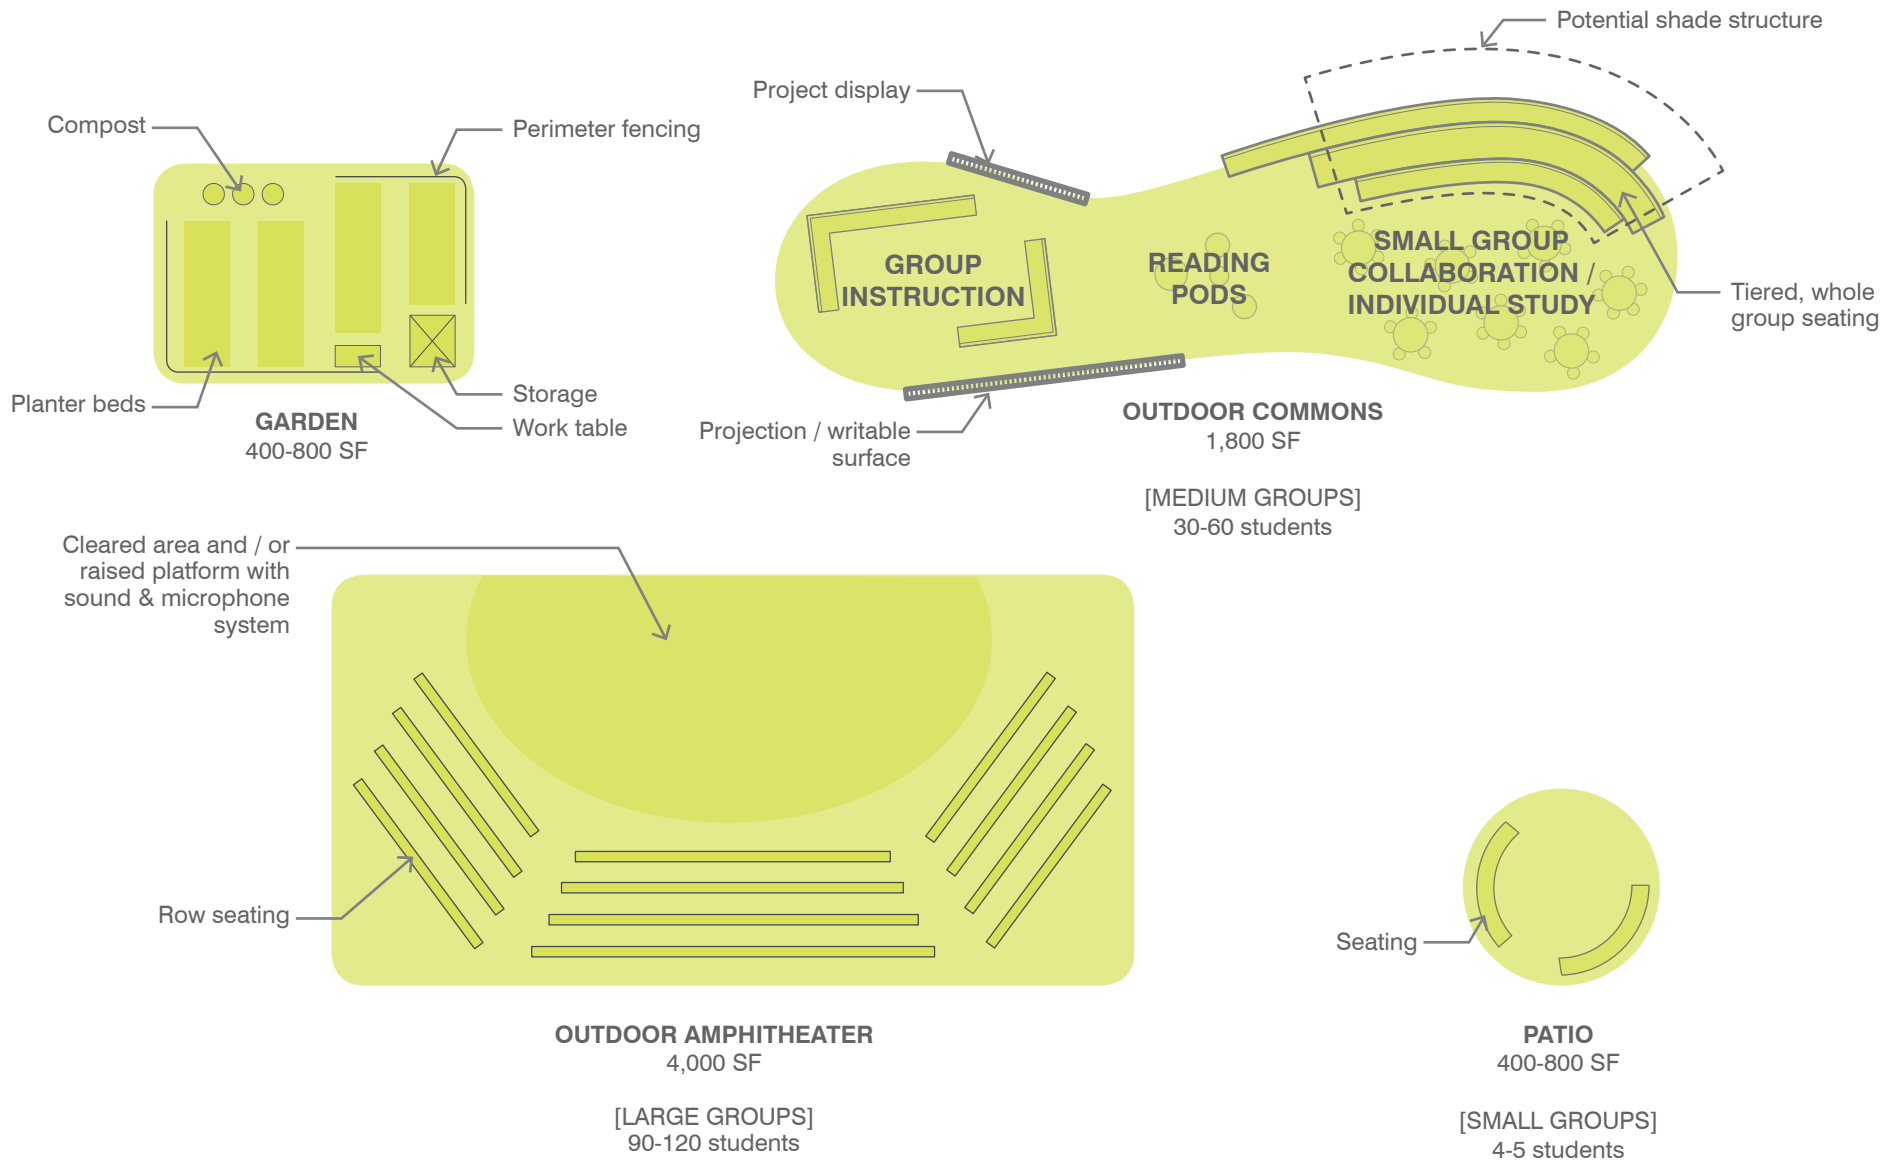 Potential shade structure
Project display
Compost
Perimeter fencing
GROUP
INSTRUCTION
READING
PODS
SMALL GROUP
COLLABORATION /
INDIVIDUAL STUDY
Tiered, whole
group seating
Planter beds
Storage
Work table
GARDEN
400-800 SF
Projection / writable
surface
OUTDOOR COMMONS
1,800 SF
[MEDIUM GROUPS]
30-60 students
Cleared area and / or
raised platform with
sound & microphone
system
Row seating
Seating
OUTDOOR AMPHITHEATER
4,000 SF
[LARGE GROUPS]
90-120 students
PATIO
400-800 SF
[SMALL GROUPS]
4-5 students